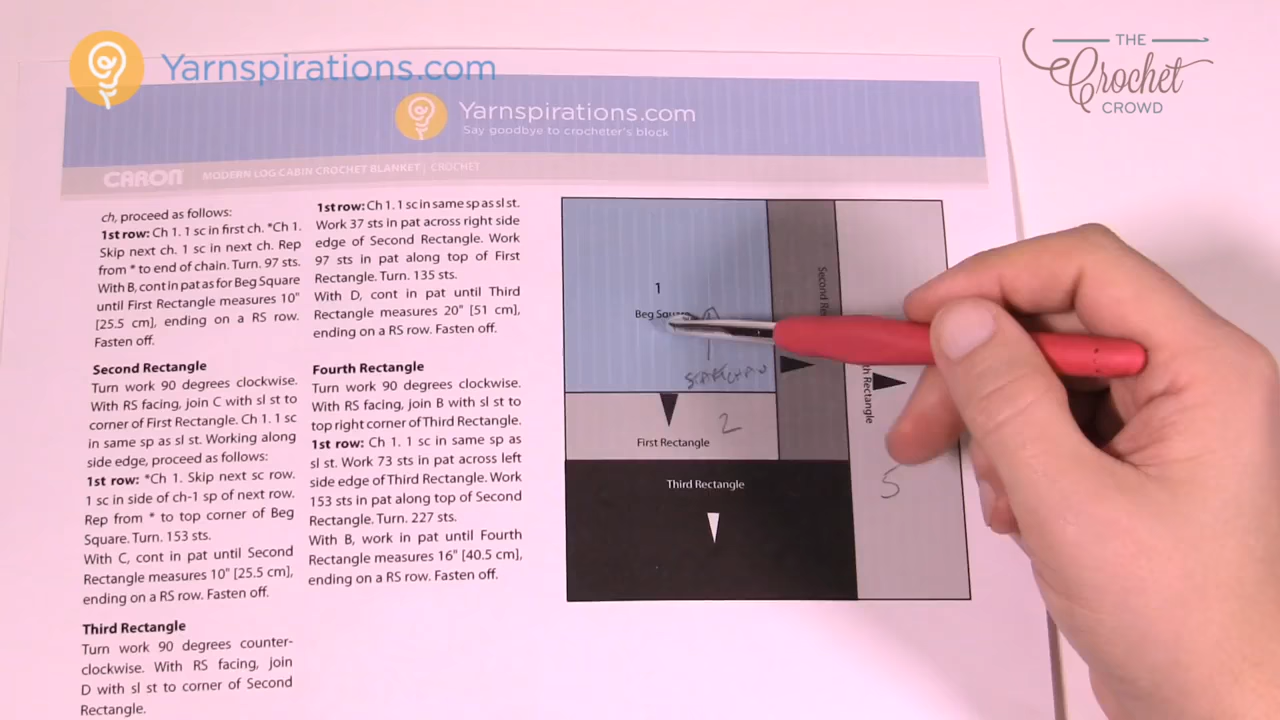 Yarnspirations.com
THE
Crochet
CROWD
Yarnspirations.com
Say goodbye to crocheter's block
CARON MODERN LOG CABIN CROCHET BLANKET | CROCHET
ch, proceed as follows:
1st row: Ch 1. 1 sc in first ch. *Ch 1.
Skip next ch. 1 sc in next ch. Rep
from * to end of chain. Turn. 97 sts.
With B, cont in pat as for Beg Square
until First Rectangle measures 10"
[25.5 cm], ending on a RS row.
Fasten off.
Second Rectangle
Turn work 90 degrees clockwise.
With RS facing, join C with sl st to
corner of First Rectangle. Ch 1. 1 sc
in same sp as sl st. Working along
side edge, proceed as follows:
1st row: *Ch 1. Skip next sc row.
1 sc in side of ch-1 sp of next row.
Rep from * to top corner of Beg
Square. Turn. 153 sts.
With C, cont in pat until Second
Rectangle measures 10" [25.5 cm],
ending on a RS row. Fasten off.
Third Rectangle
Turn work 90 degrees counter-
clockwise. With RS facing, join
D with sl st to corner of Second
Rectangle.
1st row: Ch 1. 1 sc in same sp as sl st.
Work 37 sts in pat across right side
edge of Second Rectangle. Work
97 sts in pat along top of First
Rectangle. Turn. 135 sts.
With D, cont in pat until Third
Rectangle measures 20" [51 cm],
ending on a RS row. Fasten off.
Fourth Rectangle
Turn work 90 degrees clockwise.
With RS facing, join B with sl st to
top right corner of Third Rectangle.
1st row: Ch 1. 1 sc in same sp as
sl st. Work 73 sts in pat across left
side edge of Third Rectangle. Work
153 sts in pat along top of Second
Rectangle. Turn. 227 sts.
With B, work in pat until Fourth
Rectangle measures 16" [40.5 cm],
ending on a RS row. Fasten off.
1
Beg Square
First Rectangle
2
Third Rectangle
Second
Rectangle
5